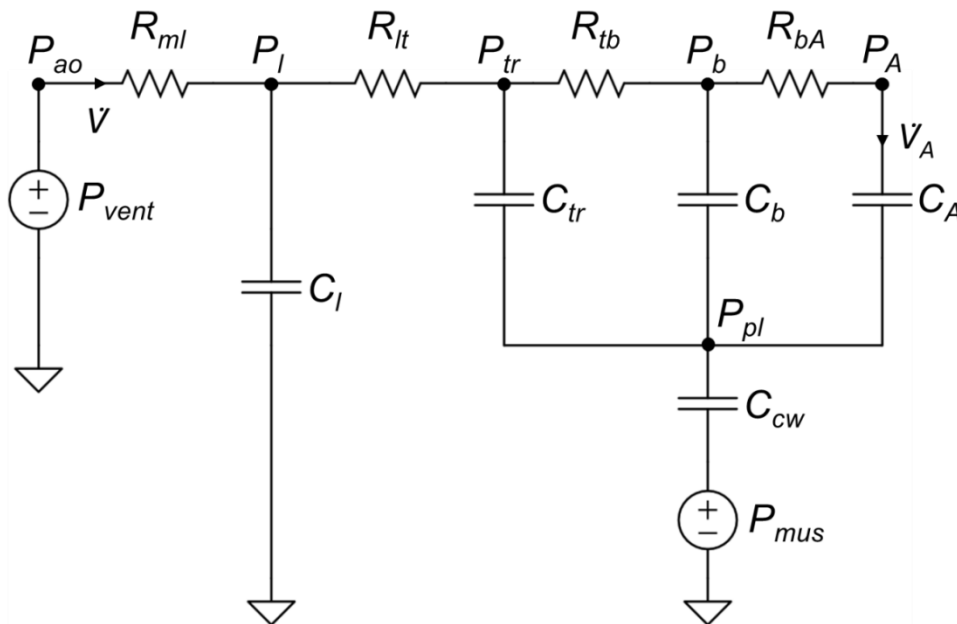 P_ao R_ml P_l R_lt P_tr R_tb P_b R_bA P_A
V̇ V̇_A
+ − P_vent C_tr C_b C_A
C_l P_pl
C_cw
+ − P_mus